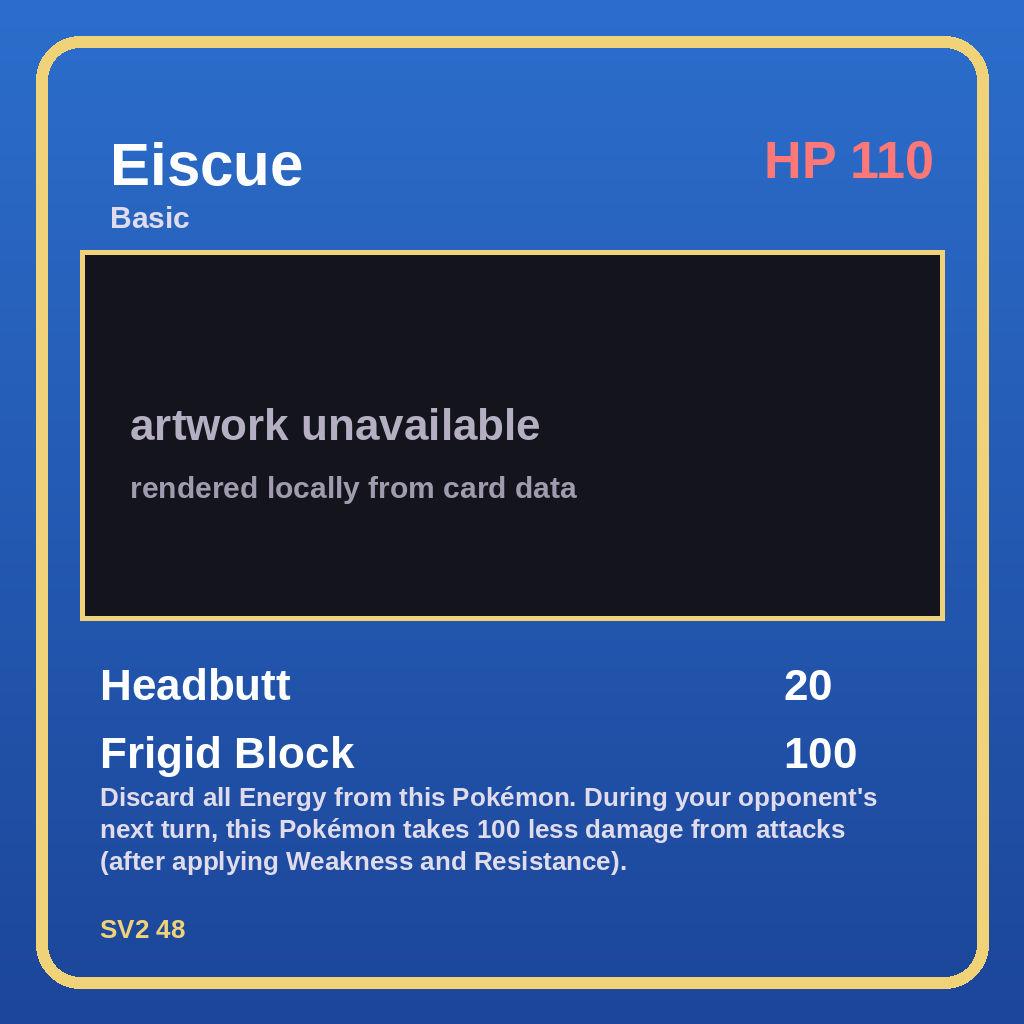 Eiscue
HP 110
Basic
artwork unavailable
rendered locally from card data
Headbutt 20
Frigid Block 100
Discard all Energy from this Pokémon. During your opponent's
next turn, this Pokémon takes 100 less damage from attacks
(after applying Weakness and Resistance).
SV2 48